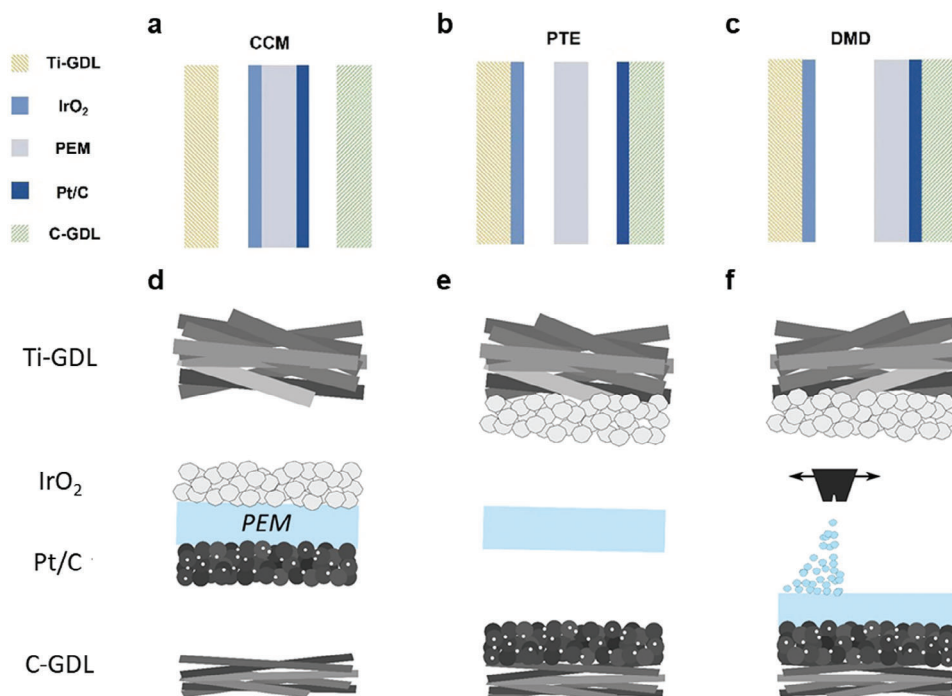 a
CCM
b
PTE
c
DMD
Ti-GDL
IrO₂
PEM
Pt/C
C-GDL
d
e
f
Ti-GDL
IrO₂
PEM
Pt/C
C-GDL